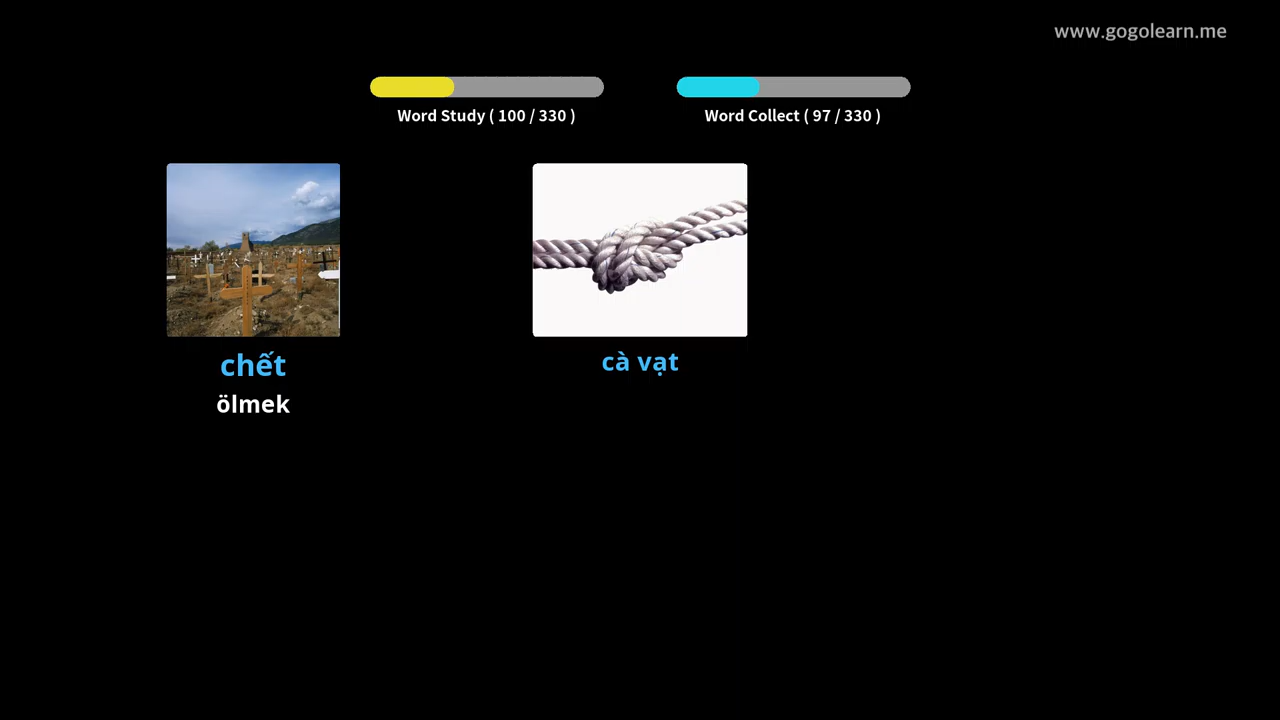 www.gogolearn.me
Word Study ( 100 / 330 )
Word Collect ( 97 / 330 )
chết
ölmek
cà vạt